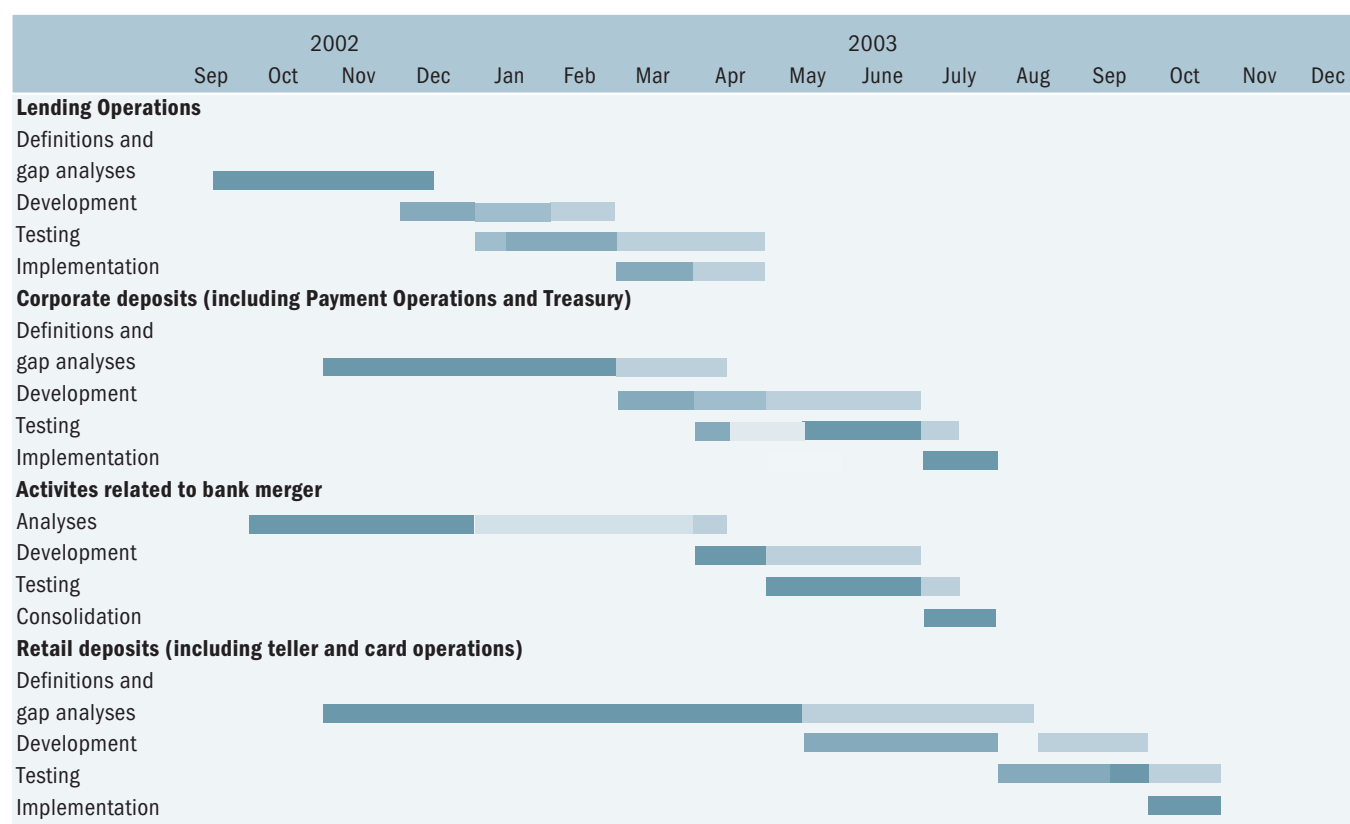 2002 2003
Sep Oct Nov Dec Jan Feb Mar Apr May June July Aug Sep Oct Nov Dec
Lending Operations
Definitions and
gap analyses
Development
Testing
Implementation
Corporate deposits (including Payment Operations and Treasury)
Definitions and
gap analyses
Development
Testing
Implementation
Activites related to bank merger
Analyses
Development
Testing
Consolidation
Retail deposits (including teller and card operations)
Definitions and
gap analyses
Development
Testing
Implementation